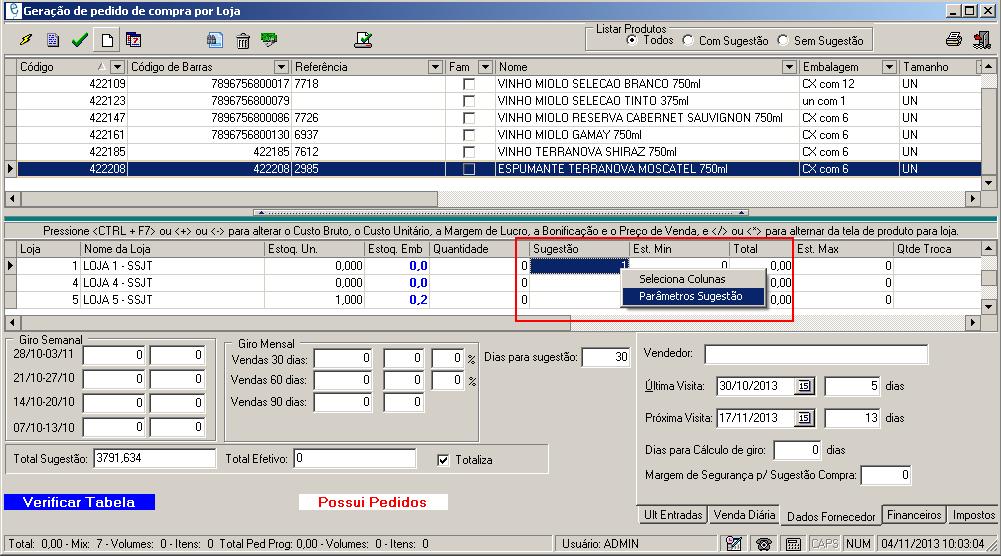 Geração de pedido de compra por Loja
Listar Produtos
Todos Com Sugestão Sem Sugestão
Código Código de Barras Referência Fam Nome Embalagem Tamanho
422109 7896756800017 7718 VINHO MIOLO SELECAO BRANCO 750ml CX com 12 UN
422123 7896756800079 VINHO MIOLO SELECAO TINTO 375ml un com 1 UN
422147 7896756800086 7726 VINHO MIOLO RESERVA CABERNET SAUVIGNON 750ml CX com 6 UN
422161 7896756800130 6937 VINHO MIOLO GAMAY 750ml CX com 6 UN
422185 422185 7612 VINHO TERRANOVA SHIRAZ 750ml CX com 6 UN
422208 422208 2985 ESPUMANTE TERRANOVA MOSCATEL 750ml CX com 6 UN
Pressione <CTRL + F7> ou <+> ou <-> para alterar o Custo Bruto, o Custo Unitário, a Margem de Lucro, a Bonificação e o Preço de Venda, e </> ou <*> para alternar da tela de produto para loja.
Loja Nome da Loja Estoq. Un. Estoq. Emb Quantidade Sugestão Est. Min Total Est. Max Qtde Troca
1 LOJA 1 - SSJT 0,000 0,0 0 1 0 0,00 0
4 LOJA 4 - SSJT 0,000 0,0 0 0,00 0
5 LOJA 5 - SSJT 1,000 0,2 0 0,00 0
Seleciona Colunas
Parâmetros Sugestão
Giro Semanal
28/10-03/11 0 0
21/10-27/10 0 0
14/10-20/10 0 0
07/10-13/10 0 0
Giro Mensal
Vendas 30 dias: 0 0 0 %
Vendas 60 dias: 0 0 0 %
Vendas 90 dias: 0 0
Dias para sugestão: 30
Vendedor:
Última Visita: 30/10/2013 15 5 dias
Próxima Visita: 17/11/2013 15 13 dias
Dias para Cálculo de giro: 0 dias
Margem de Segurança p/ Sugestão Compra: 0
Total Sugestão: 3791,634 Total Efetivo: 0 Totaliza
Verificar Tabela Possui Pedidos
Ult Entradas Venda Diária Dados Fornecedor Financeiros Impostos
Total: 0,00 - Mix: 7 - Volumes: 0 - Itens: 0 Total Ped Prog: 0,00 - Volumes: 0 - Itens: 0 Usuário: ADMIN CAPS NUM 04/11/2013 10:03:04